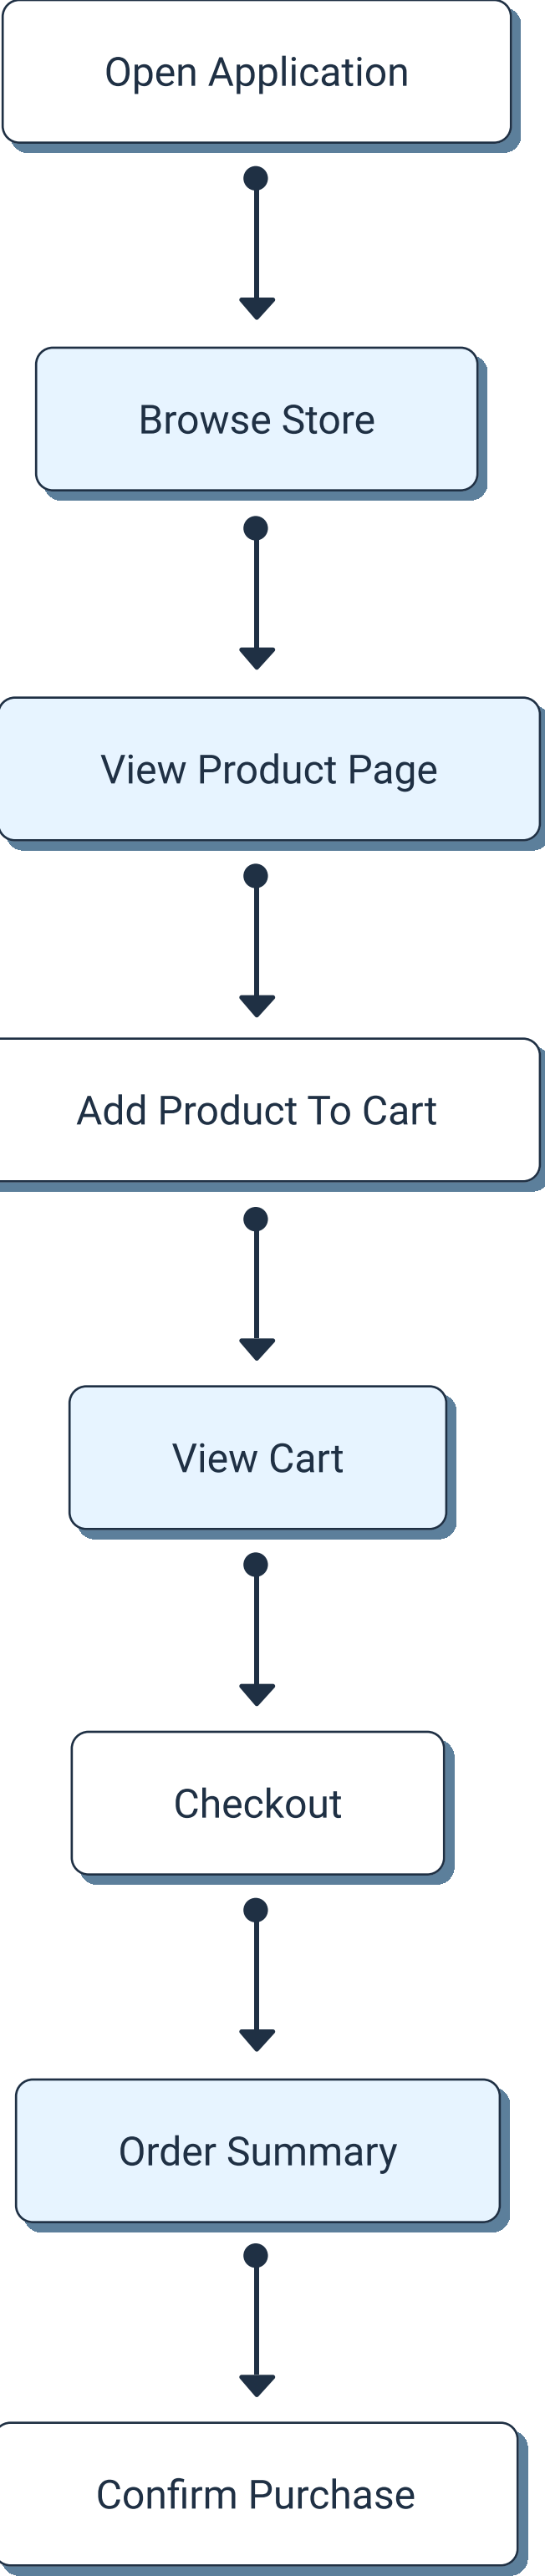 Open Application
Browse Store
View Product Page
Add Product To Cart
View Cart
Checkout
Order Summary
Confirm Purchase